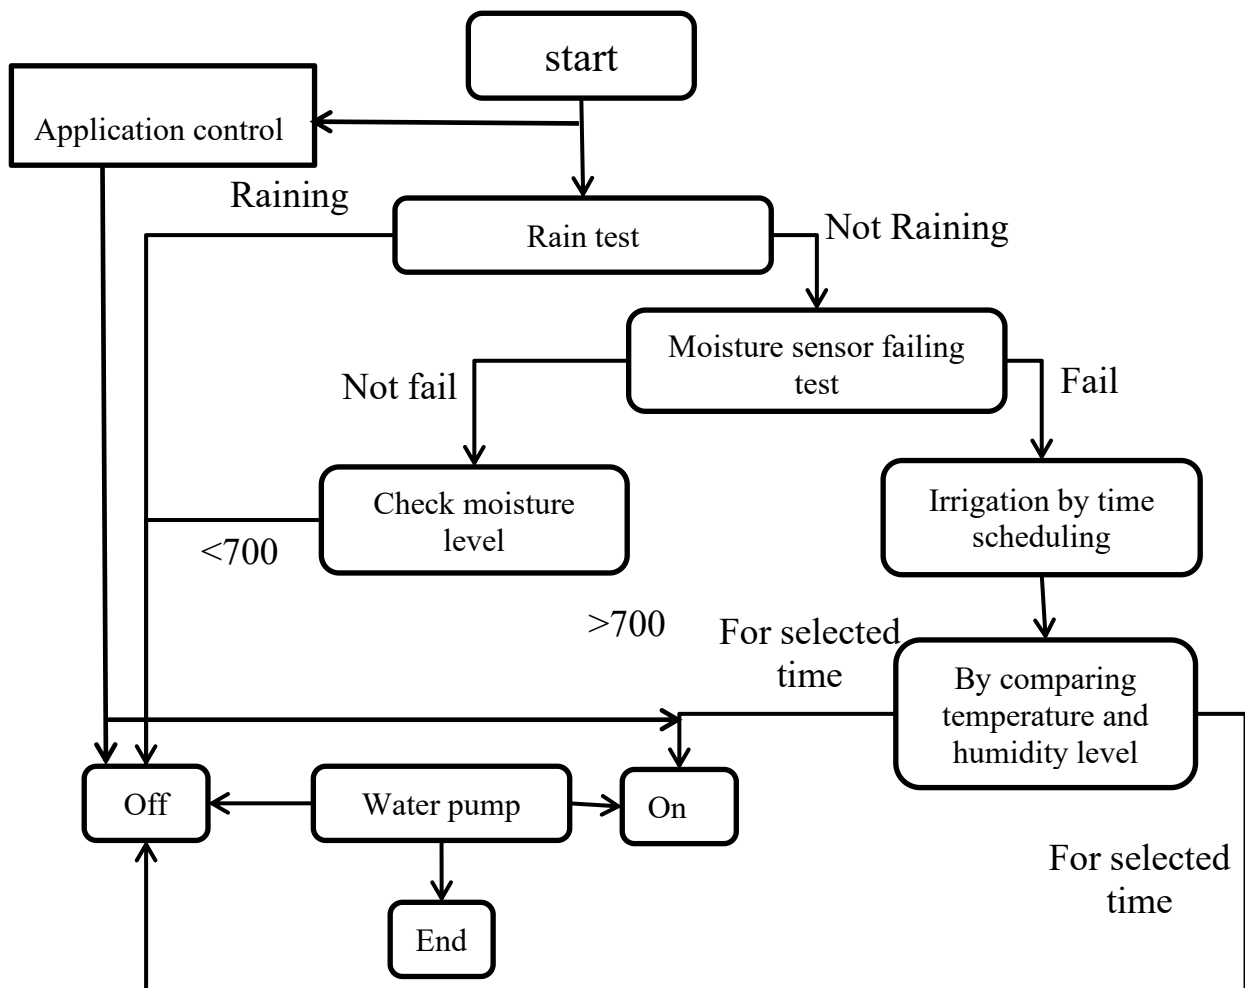 start
Application control
Raining
Rain test
Not Raining
Moisture sensor failing
test
Not fail
Fail
Check moisture
level
Irrigation by time
scheduling
<700
>700
For selected
time
By comparing
temperature and
humidity level
Off
Water pump
On
For selected
time
End